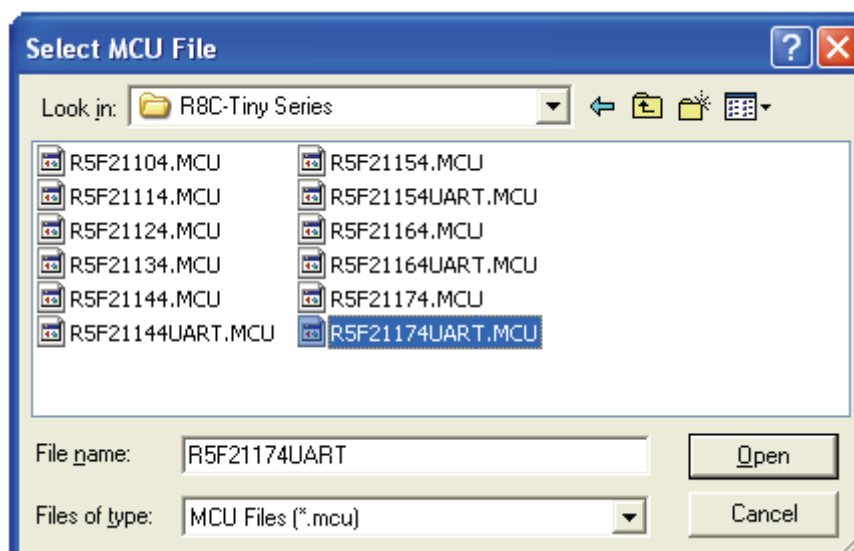 Select MCU File
Look in: R8C-Tiny Series
R5F21104.MCU
R5F21114.MCU
R5F21124.MCU
R5F21134.MCU
R5F21144.MCU
R5F21144UART.MCU
R5F21154.MCU
R5F21154UART.MCU
R5F21164.MCU
R5F21164UART.MCU
R5F21174.MCU
R5F21174UART.MCU
File name: R5F21174UART
Open
Files of type: MCU Files (*.mcu)
Cancel